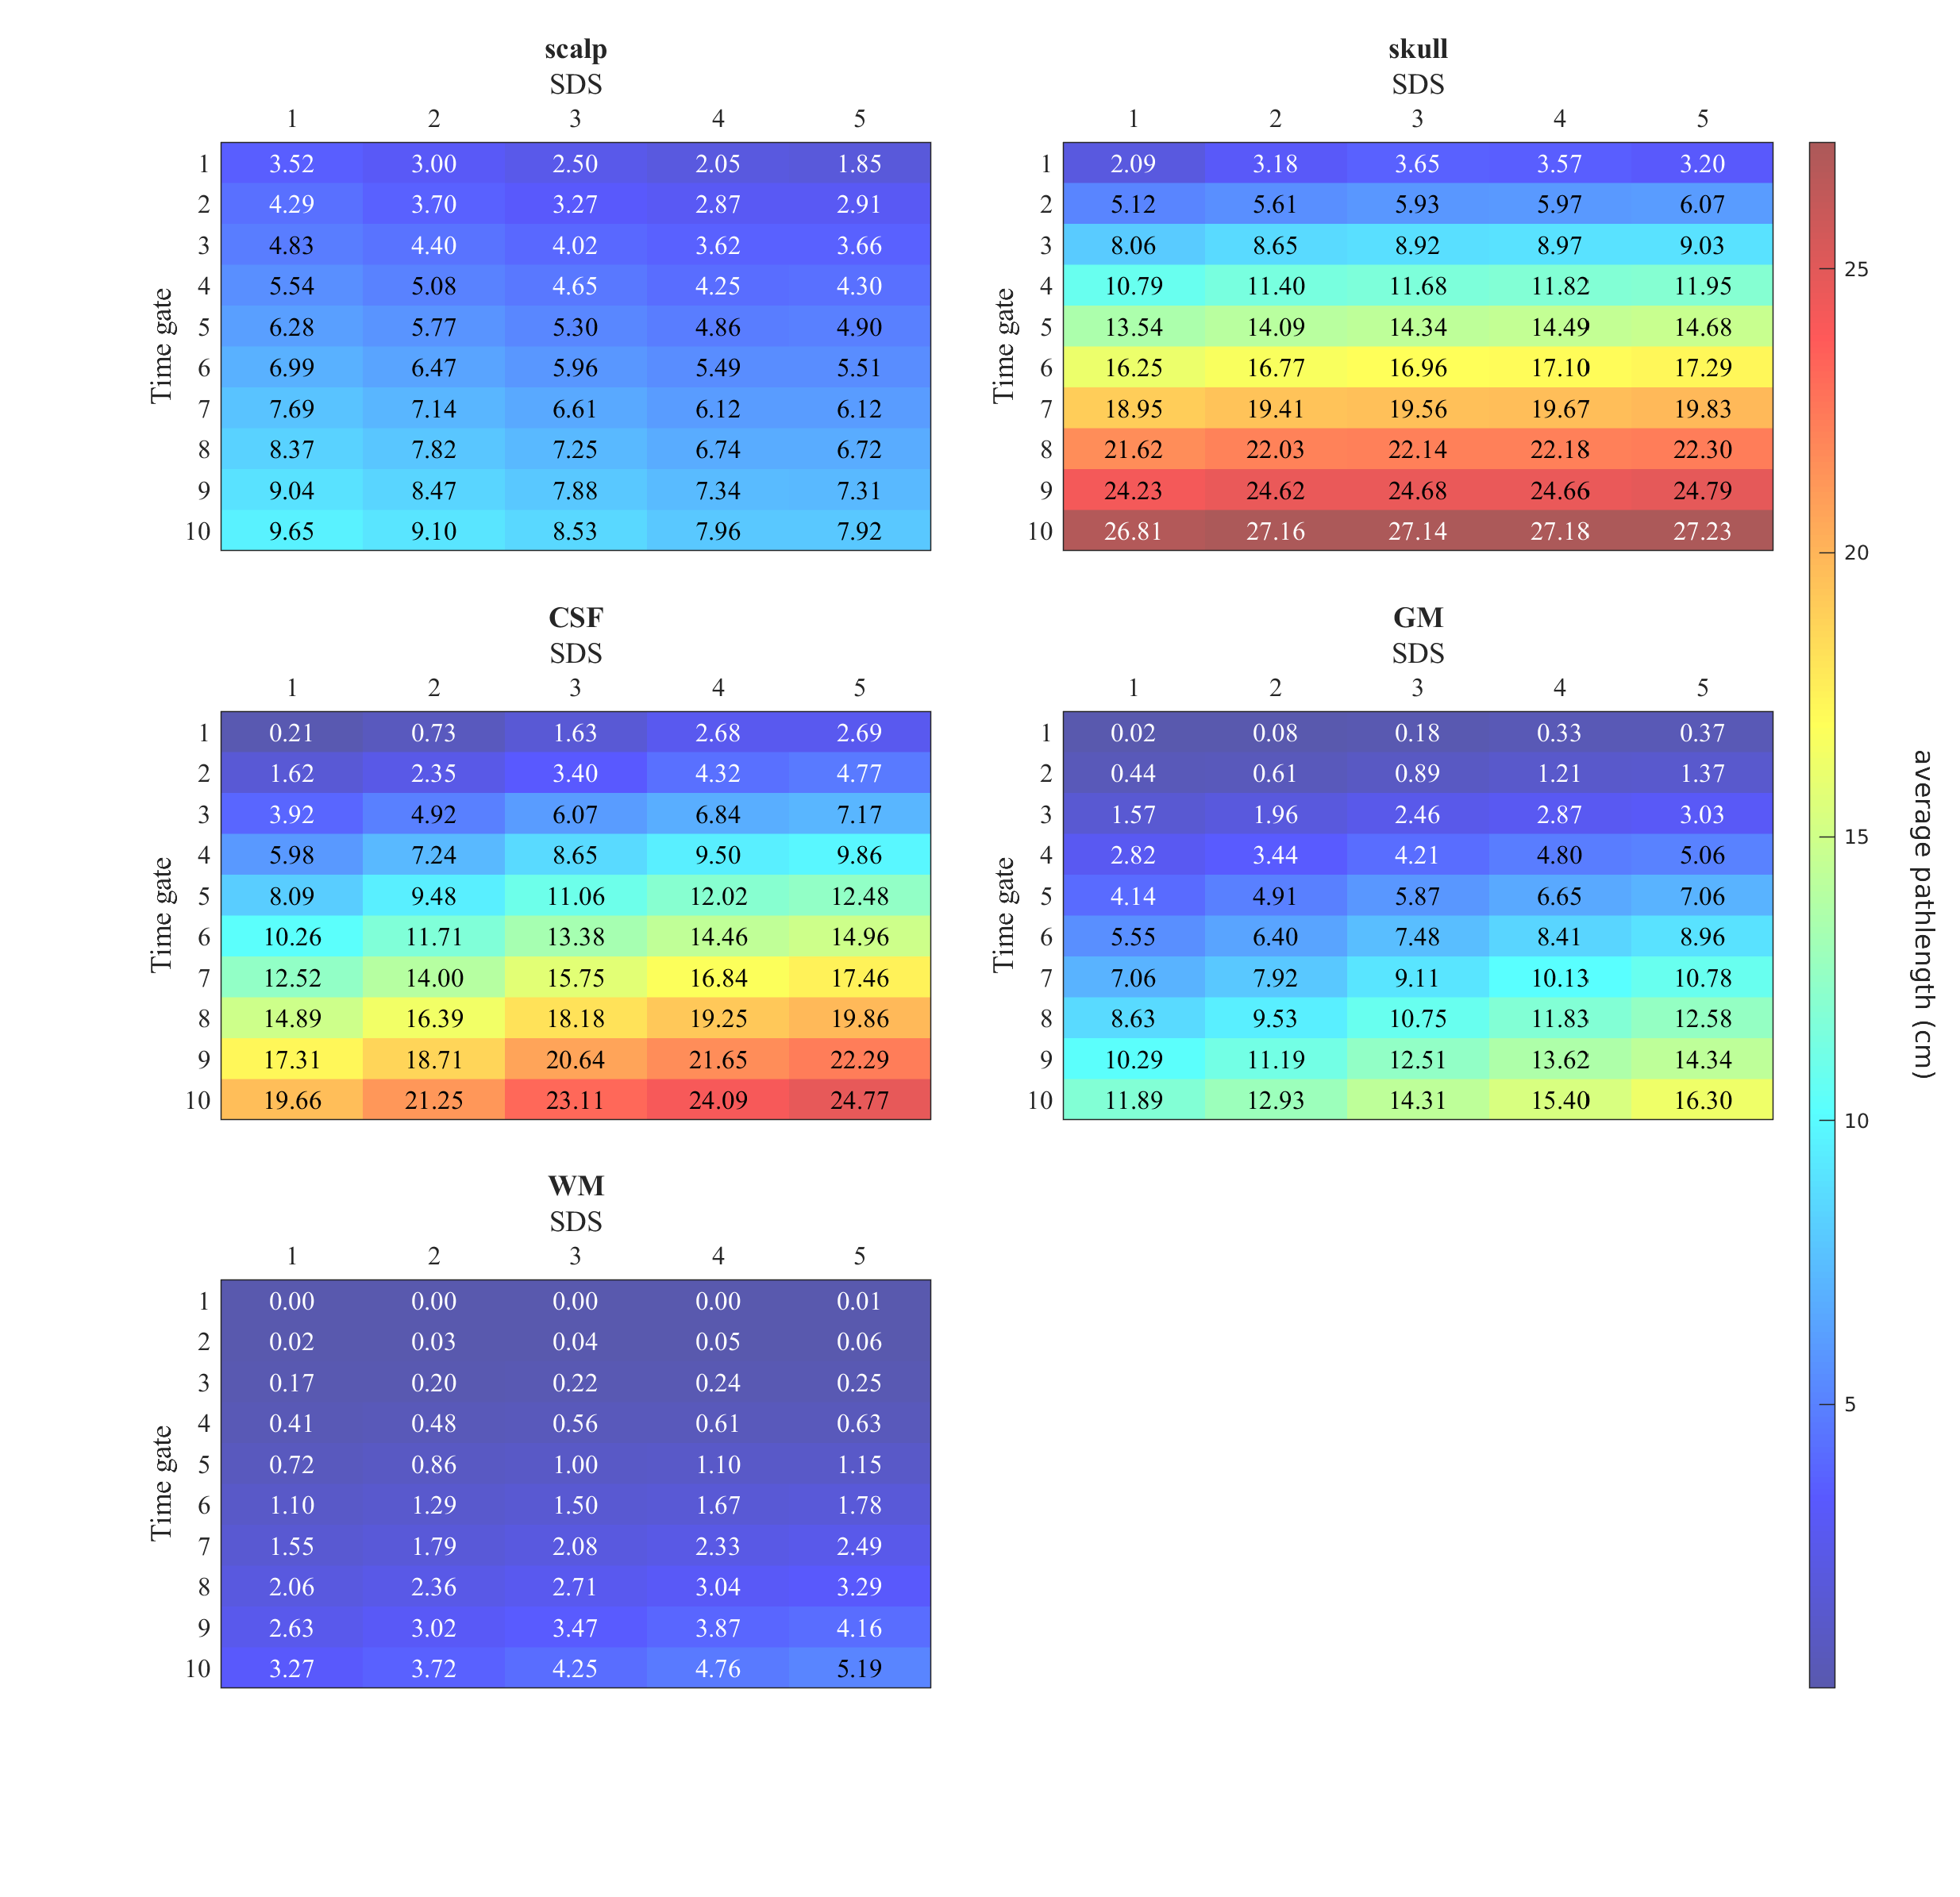 scalp
SDS
1 2 3 4 5
Time gate
1 3.52 3.00 2.50 2.05 1.85
2 4.29 3.70 3.27 2.87 2.91
3 4.83 4.40 4.02 3.62 3.66
4 5.54 5.08 4.65 4.25 4.30
5 6.28 5.77 5.30 4.86 4.90
6 6.99 6.47 5.96 5.49 5.51
7 7.69 7.14 6.61 6.12 6.12
8 8.37 7.82 7.25 6.74 6.72
9 9.04 8.47 7.88 7.34 7.31
10 9.65 9.10 8.53 7.96 7.92
skull
SDS
1 2 3 4 5
Time gate
1 2.09 3.18 3.65 3.57 3.20
2 5.12 5.61 5.93 5.97 6.07
3 8.06 8.65 8.92 8.97 9.03
4 10.79 11.40 11.68 11.82 11.95
5 13.54 14.09 14.34 14.49 14.68
6 16.25 16.77 16.96 17.10 17.29
7 18.95 19.41 19.56 19.67 19.83
8 21.62 22.03 22.14 22.18 22.30
9 24.23 24.62 24.68 24.66 24.79
10 26.81 27.16 27.14 27.18 27.23
CSF
SDS
1 2 3 4 5
Time gate
1 0.21 0.73 1.63 2.68 2.69
2 1.62 2.35 3.40 4.32 4.77
3 3.92 4.92 6.07 6.84 7.17
4 5.98 7.24 8.65 9.50 9.86
5 8.09 9.48 11.06 12.02 12.48
6 10.26 11.71 13.38 14.46 14.96
7 12.52 14.00 15.75 16.84 17.46
8 14.89 16.39 18.18 19.25 19.86
9 17.31 18.71 20.64 21.65 22.29
10 19.66 21.25 23.11 24.09 24.77
GM
SDS
1 2 3 4 5
Time gate
1 0.02 0.08 0.18 0.33 0.37
2 0.44 0.61 0.89 1.21 1.37
3 1.57 1.96 2.46 2.87 3.03
4 2.82 3.44 4.21 4.80 5.06
5 4.14 4.91 5.87 6.65 7.06
6 5.55 6.40 7.48 8.41 8.96
7 7.06 7.92 9.11 10.13 10.78
8 8.63 9.53 10.75 11.83 12.58
9 10.29 11.19 12.51 13.62 14.34
10 11.89 12.93 14.31 15.40 16.30
WM
SDS
1 2 3 4 5
Time gate
1 0.00 0.00 0.00 0.00 0.01
2 0.02 0.03 0.04 0.05 0.06
3 0.17 0.20 0.22 0.24 0.25
4 0.41 0.48 0.56 0.61 0.63
5 0.72 0.86 1.00 1.10 1.15
6 1.10 1.29 1.50 1.67 1.78
7 1.55 1.79 2.08 2.33 2.49
8 2.06 2.36 2.71 3.04 3.29
9 2.63 3.02 3.47 3.87 4.16
10 3.27 3.72 4.25 4.76 5.19
25
20
15
10
5
average pathlength (cm)